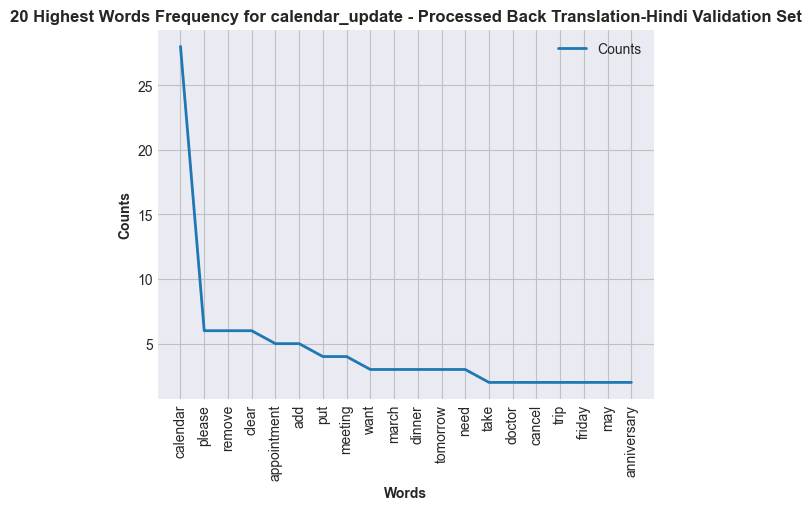 20 Highest Words Frequency for calendar_update - Processed Back Translation-Hindi Validation Set
Counts
Counts
25
20
15
10
5
calendar
please
remove
clear
appointment
add
put
meeting
want
march
dinner
tomorrow
need
take
doctor
cancel
trip
friday
may
anniversary
Words